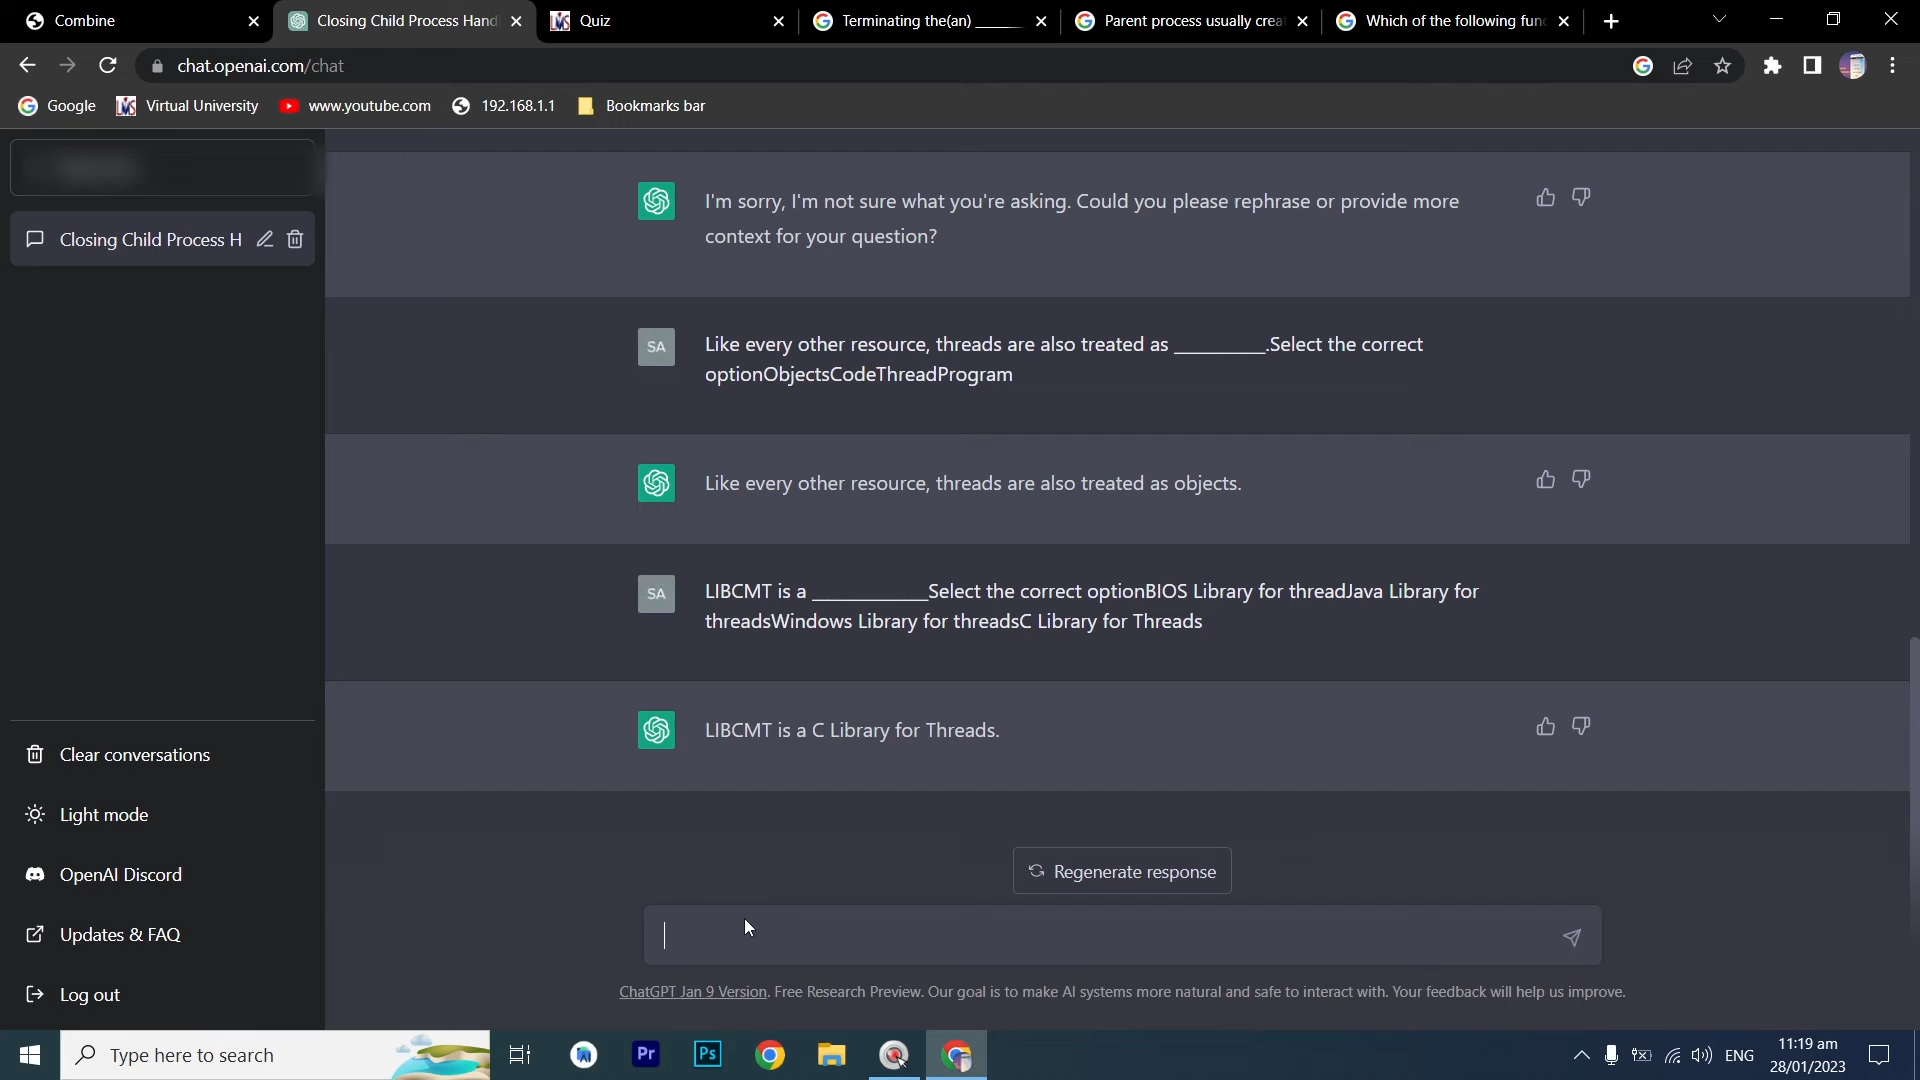 Combine
Closing Child Process Hand
Quiz
Terminating the(an) ______
Parent process usually crea
Which of the following fun
chat.openai.com/chat
Google
Virtual University
www.youtube.com
192.168.1.1
Bookmarks bar
Closing Child Process H
Clear conversations
Light mode
OpenAI Discord
Updates & FAQ
Log out
I'm sorry, I'm not sure what you're asking. Could you please rephrase or provide more
context for your question?
SA
Like every other resource, threads are also treated as __________.Select the correct
optionObjectsCodeThreadProgram
Like every other resource, threads are also treated as objects.
SA
LIBCMT is a _____________Select the correct optionBIOS Library for threadJava Library for
threadsWindows Library for threadsC Library for Threads
LIBCMT is a C Library for Threads.
Regenerate response
ChatGPT Jan 9 Version. Free Research Preview. Our goal is to make AI systems more natural and safe to interact with. Your feedback will help us improve.
Type here to search
Pr
Ps
ENG
11:19 am
28/01/2023